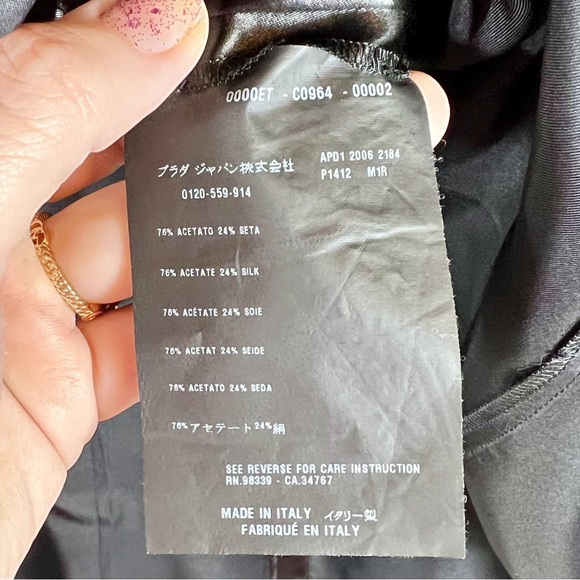 0000ET - C0964 - 00002
プラダ ジャパン株式会社
0120-559-914
APD1 2006 2184
P1412 M1R
76% ACETATO 24% SETA
76% ACETATE 24% SILK
76% ACÉTATE 24% SOIE
76% ACETAT 24% SEIDE
76% ACETATO 24% SEDA
76% アセテート 24% 絹
SEE REVERSE FOR CARE INSTRUCTION
RN.98339 - CA.34767
MADE IN ITALY イタリー製
FABRIQUÉ EN ITALY